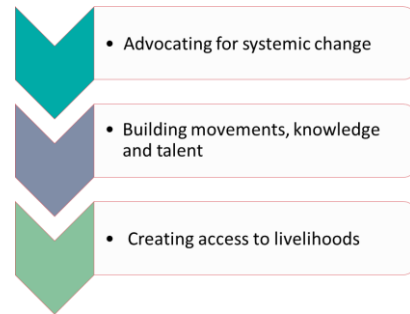 • Advocating for systemic change
• Building movements, knowledge
and talent
• Creating access to livelihoods